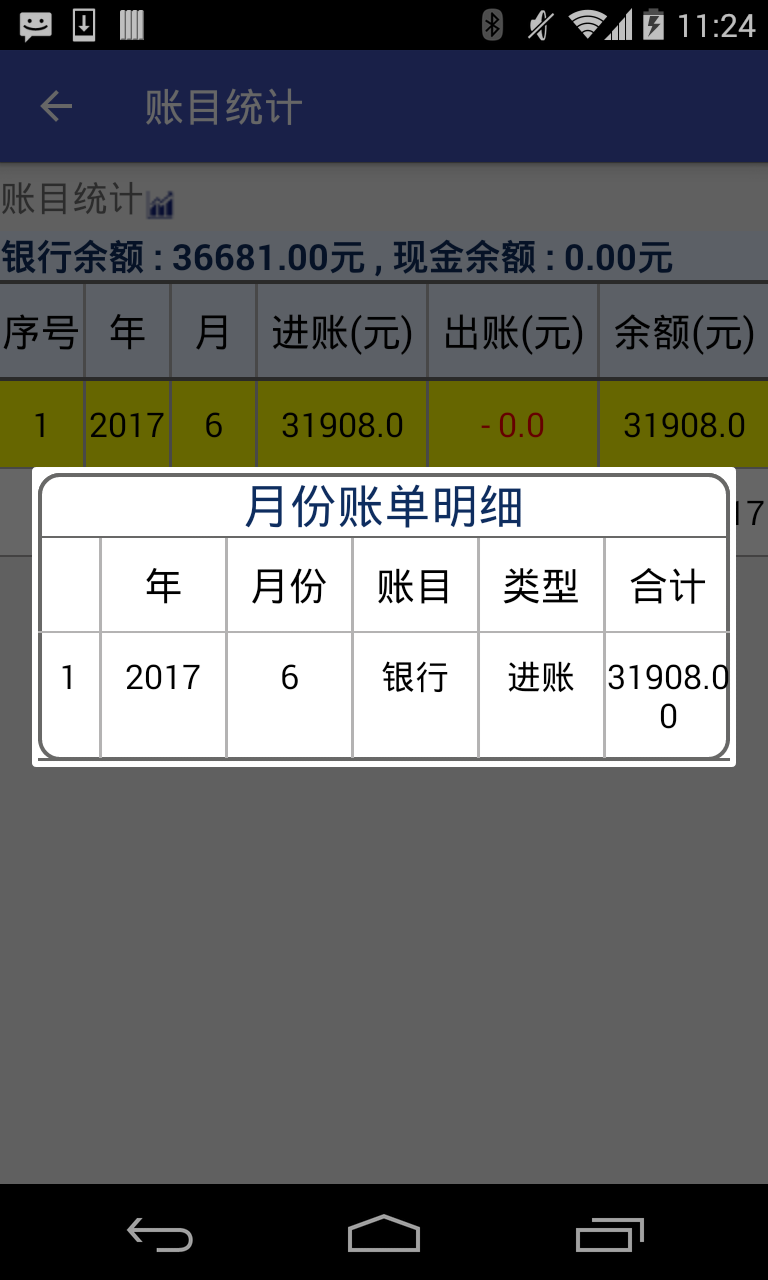 11:24
账目统计
账目统计
银行余额 : 36681.00元 , 现金余额 : 0.00元
序号 年 月 进账(元) 出账(元) 余额(元)
1 2017 6 31908.0 - 0.0 31908.0
月份账单明细
年 月份 账目 类型 合计
1 2017 6 银行 进账 31908.0
0